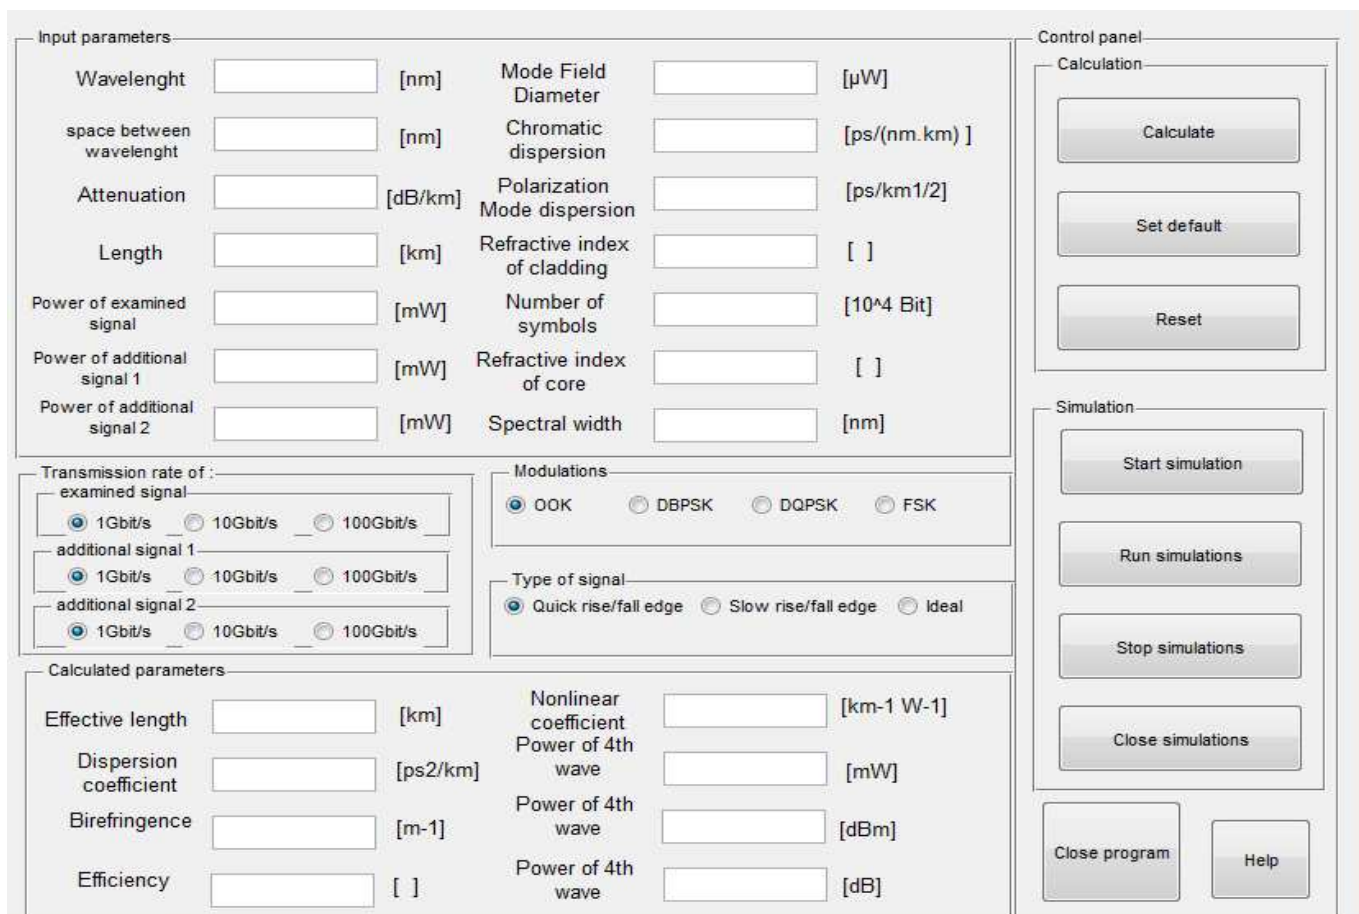 Input parameters
Wavelenght
[nm]
space between
wavelenght
[nm]
Attenuation
[dB/km]
Length
[km]
Power of examined
signal
[mW]
Power of additional
signal 1
[mW]
Power of additional
signal 2
[mW]
Mode Field
Diameter
[µW]
Chromatic
dispersion
[ps/(nm.km) ]
Polarization
Mode dispersion
[ps/km1/2]
Refractive index
of cladding
[ ]
Number of
symbols
[10^4 Bit]
Refractive index
of core
[ ]
Spectral width
[nm]
Transmission rate of :
examined signal
1Gbit/s 10Gbit/s 100Gbit/s
additional signal 1
1Gbit/s 10Gbit/s 100Gbit/s
additional signal 2
1Gbit/s 10Gbit/s 100Gbit/s
Modulations
OOK DBPSK DQPSK FSK
Type of signal
Quick rise/fall edge Slow rise/fall edge Ideal
Calculated parameters
Effective length
[km]
Dispersion
coefficient
[ps2/km]
Birefringence
[m-1]
Efficiency
[ ]
Nonlinear
coefficient
[km-1 W-1]
Power of 4th
wave
[mW]
Power of 4th
wave
[dBm]
Power of 4th
wave
[dB]
Control panel
Calculation
Calculate
Set default
Reset
Simulation
Start simulation
Run simulations
Stop simulations
Close simulations
Close program
Help